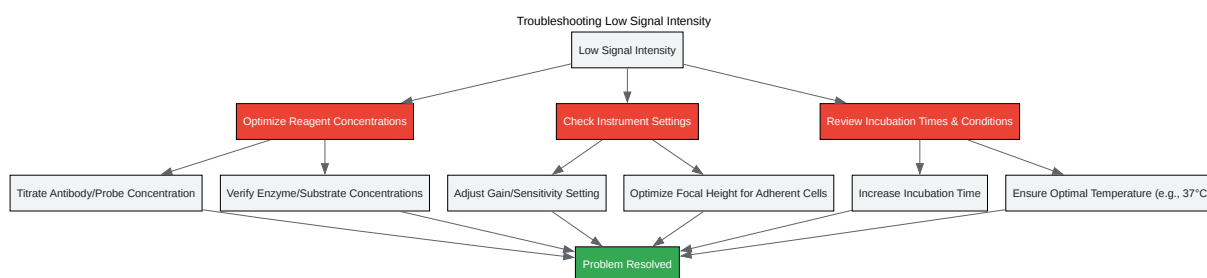 Troubleshooting Low Signal Intensity
Low Signal Intensity
Optimize Reagent Concentrations
Check Instrument Settings
Review Incubation Times & Conditions
Titrate Antibody/Probe Concentration
Verify Enzyme/Substrate Concentrations
Adjust Gain/Sensitivity Setting
Optimize Focal Height for Adherent Cells
Increase Incubation Time
Ensure Optimal Temperature (e.g., 37°C
Problem Resolved